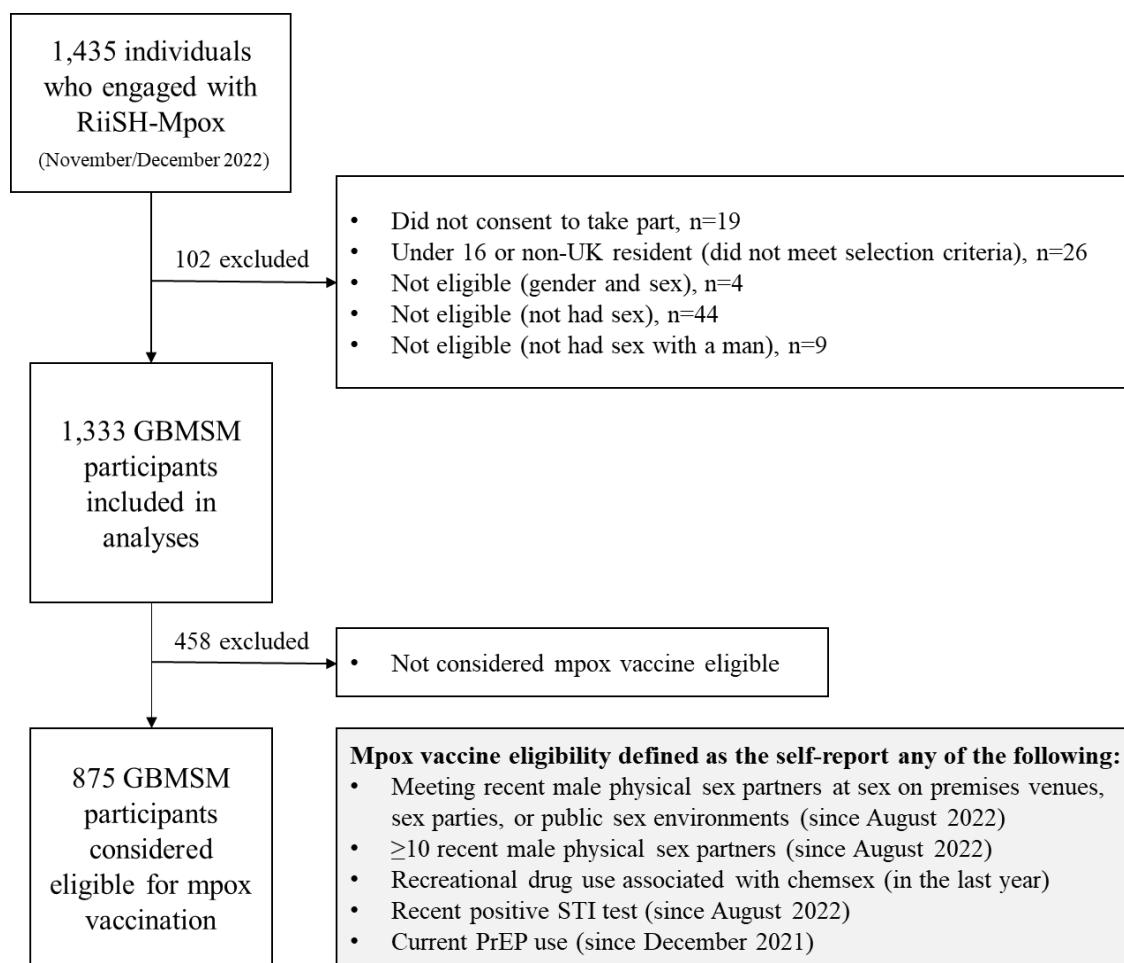 1,435 individuals
who engaged with
RiiSH-Mpox
(November/December 2022)
102 excluded
• Did not consent to take part, n=19
• Under 16 or non-UK resident (did not meet selection criteria), n=26
• Not eligible (gender and sex), n=4
• Not eligible (not had sex), n=44
• Not eligible (not had sex with a man), n=9
1,333 GBMSM
participants
included in
analyses
458 excluded
• Not considered mpox vaccine eligible
875 GBMSM
participants
considered
eligible for mpox
vaccination
Mpox vaccine eligibility defined as the self-report any of the following:
• Meeting recent male physical sex partners at sex on premises venues,
sex parties, or public sex environments (since August 2022)
• ≥10 recent male physical sex partners (since August 2022)
• Recreational drug use associated with chemsex (in the last year)
• Recent positive STI test (since August 2022)
• Current PrEP use (since December 2021)